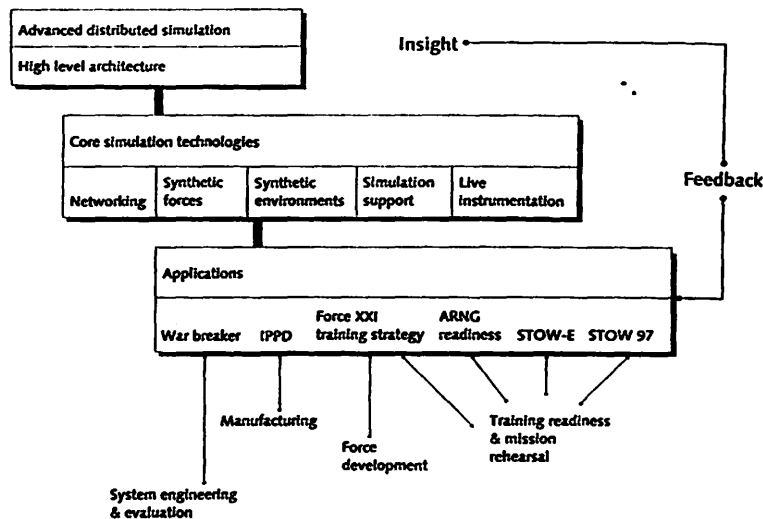 Advanced distributed simulation
High level architecture
Insight
Core simulation technologies
Networking
Synthetic
forces
Synthetic
environments
Simulation
support
Live
instrumentation
Feedback
Applications
War breaker
IPPD
Force XXI
training strategy
ARNG
readiness
STOW-E
STOW 97
Manufacturing
Force
development
Training readiness
& mission
rehearsal
System engineering
& evaluation